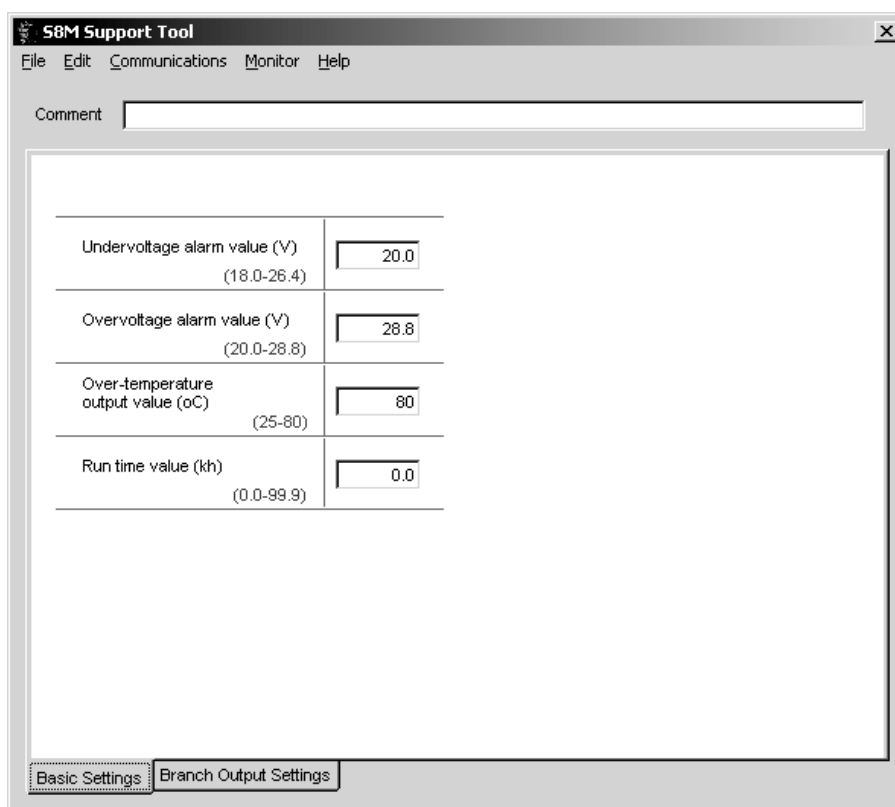 S8M Support Tool
File Edit Communications Monitor Help
Comment
Undervoltage alarm value (V)
(18.0-26.4)
20.0
Overvoltage alarm value (V)
(20.0-28.8)
28.8
Over-temperature
output value (oC)
(25-80)
80
Run time value (kh)
(0.0-99.9)
0.0
Basic Settings
Branch Output Settings